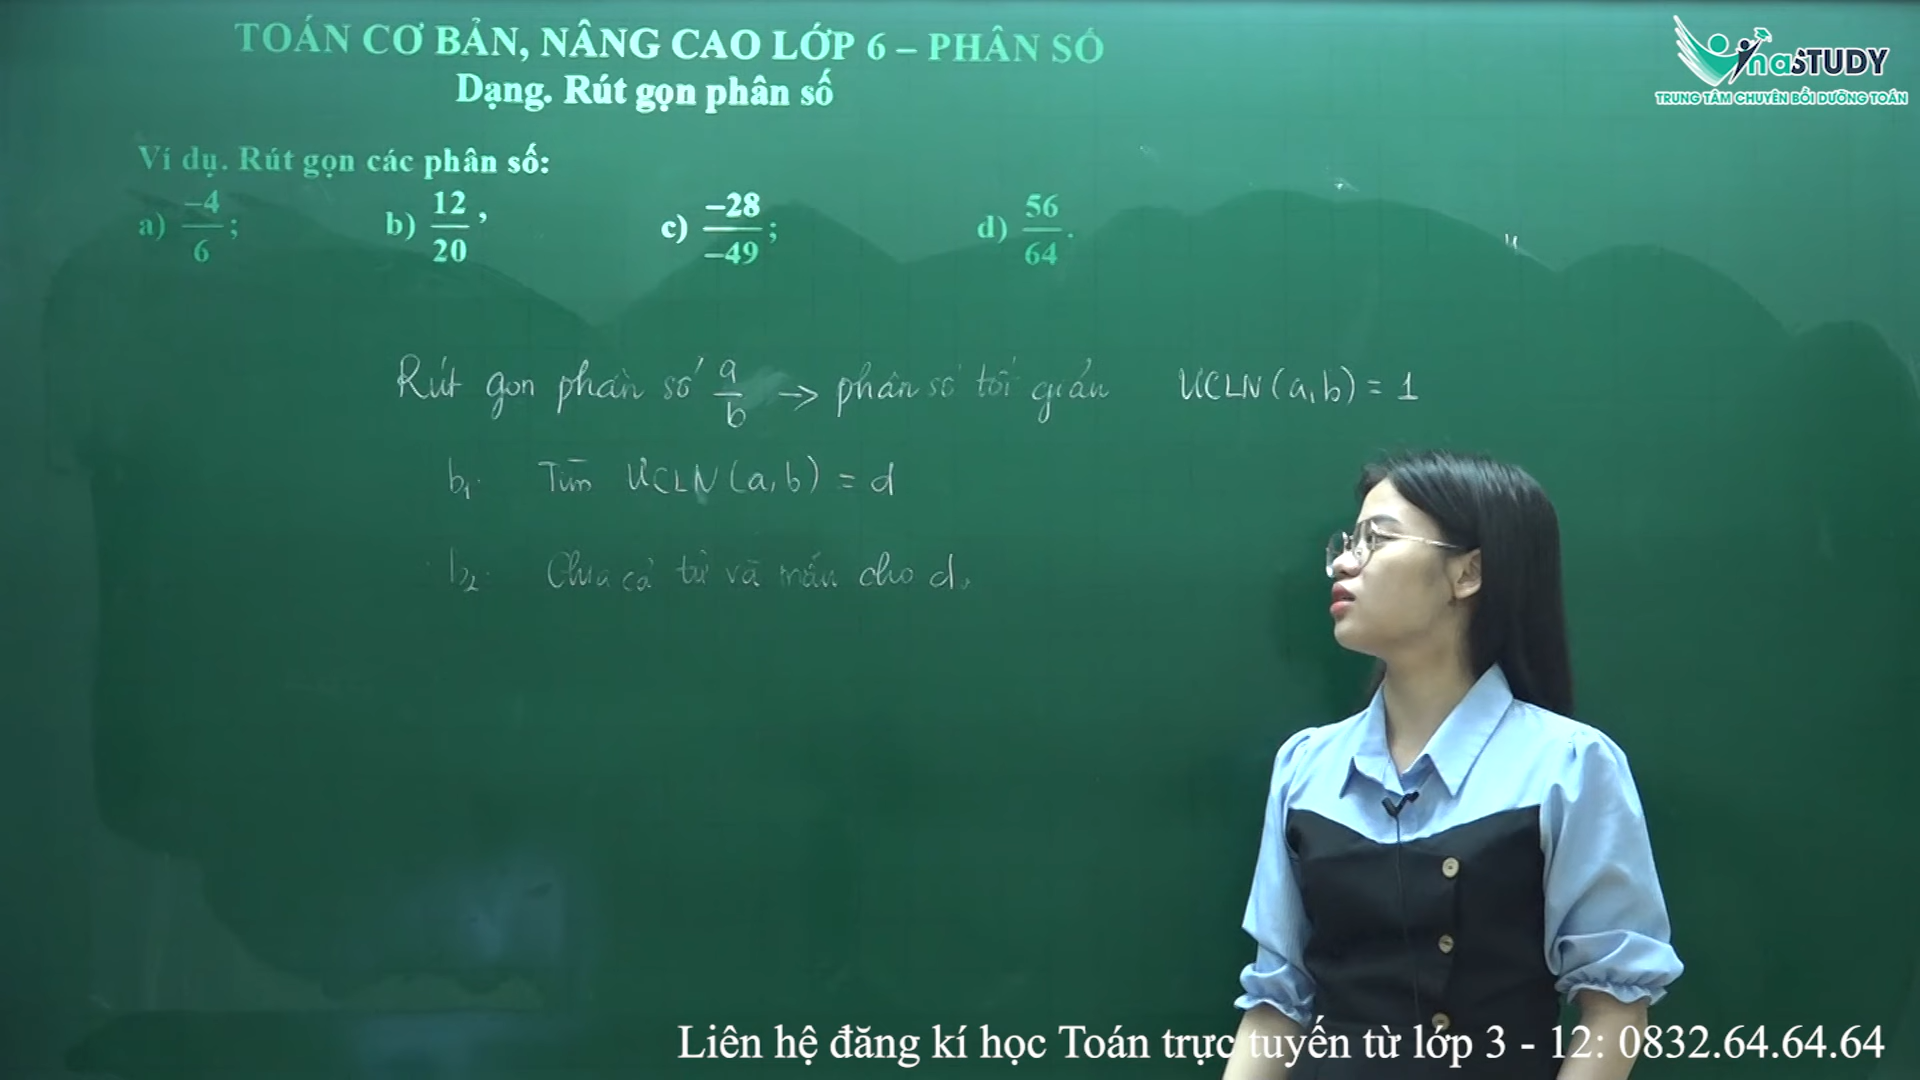 TOÁN CƠ BẢN, NÂNG CAO LỚP 6 – PHÂN SỐ
Dạng. Rút gọn phân số
VinaSTUDY
TRUNG TÂM CHUYÊN BỒI DƯỠNG TOÁN
Ví dụ. Rút gọn các phân số:
a) −4/6; b) 12/20, c) −28/−49; d) 56/64.
Rút gọn phân số a/b → phân số tối giản ƯCLN(a,b) = 1
b1. Tìm ƯCLN(a,b) = d
b2. Chia cả tử và mẫu cho d.
Liên hệ đăng kí học Toán trực tuyến từ lớp 3 - 12: 0832.64.64.64